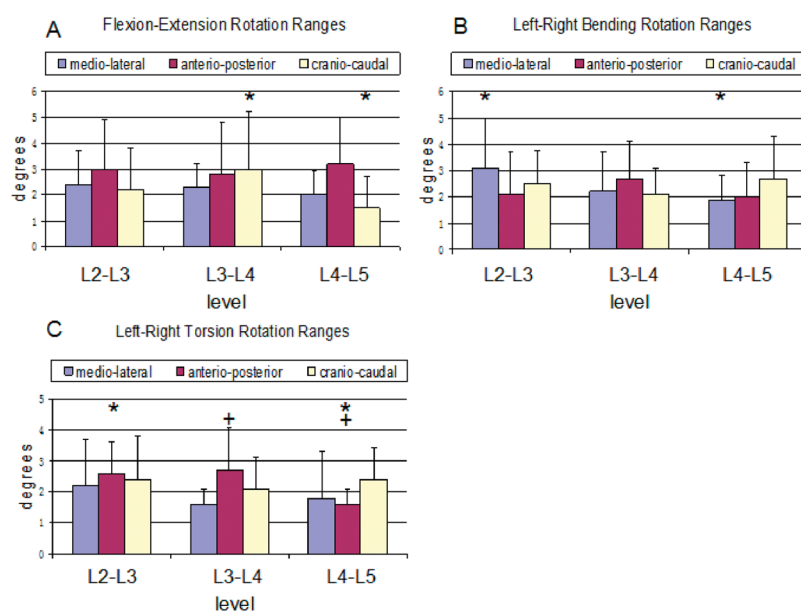 A
Flexion-Extension Rotation Ranges
medio-lateral anterio-posterior cranio-caudal
6
5
4
3
2
1
0
degrees
* *
L2-L3 L3-L4 L4-L5
level
B
Left-Right Bending Rotation Ranges
medio-lateral anterio-posterior cranio-caudal
6
5
4
3
2
1
0
degrees
* *
L2-L3 L3-L4 L4-L5
level
C
Left-Right Torsion Rotation Ranges
medio-lateral anterio-posterior cranio-caudal
5
4
3
2
1
0
degrees
* *
+ +
L2-L3 L3-L4 L4-L5
level